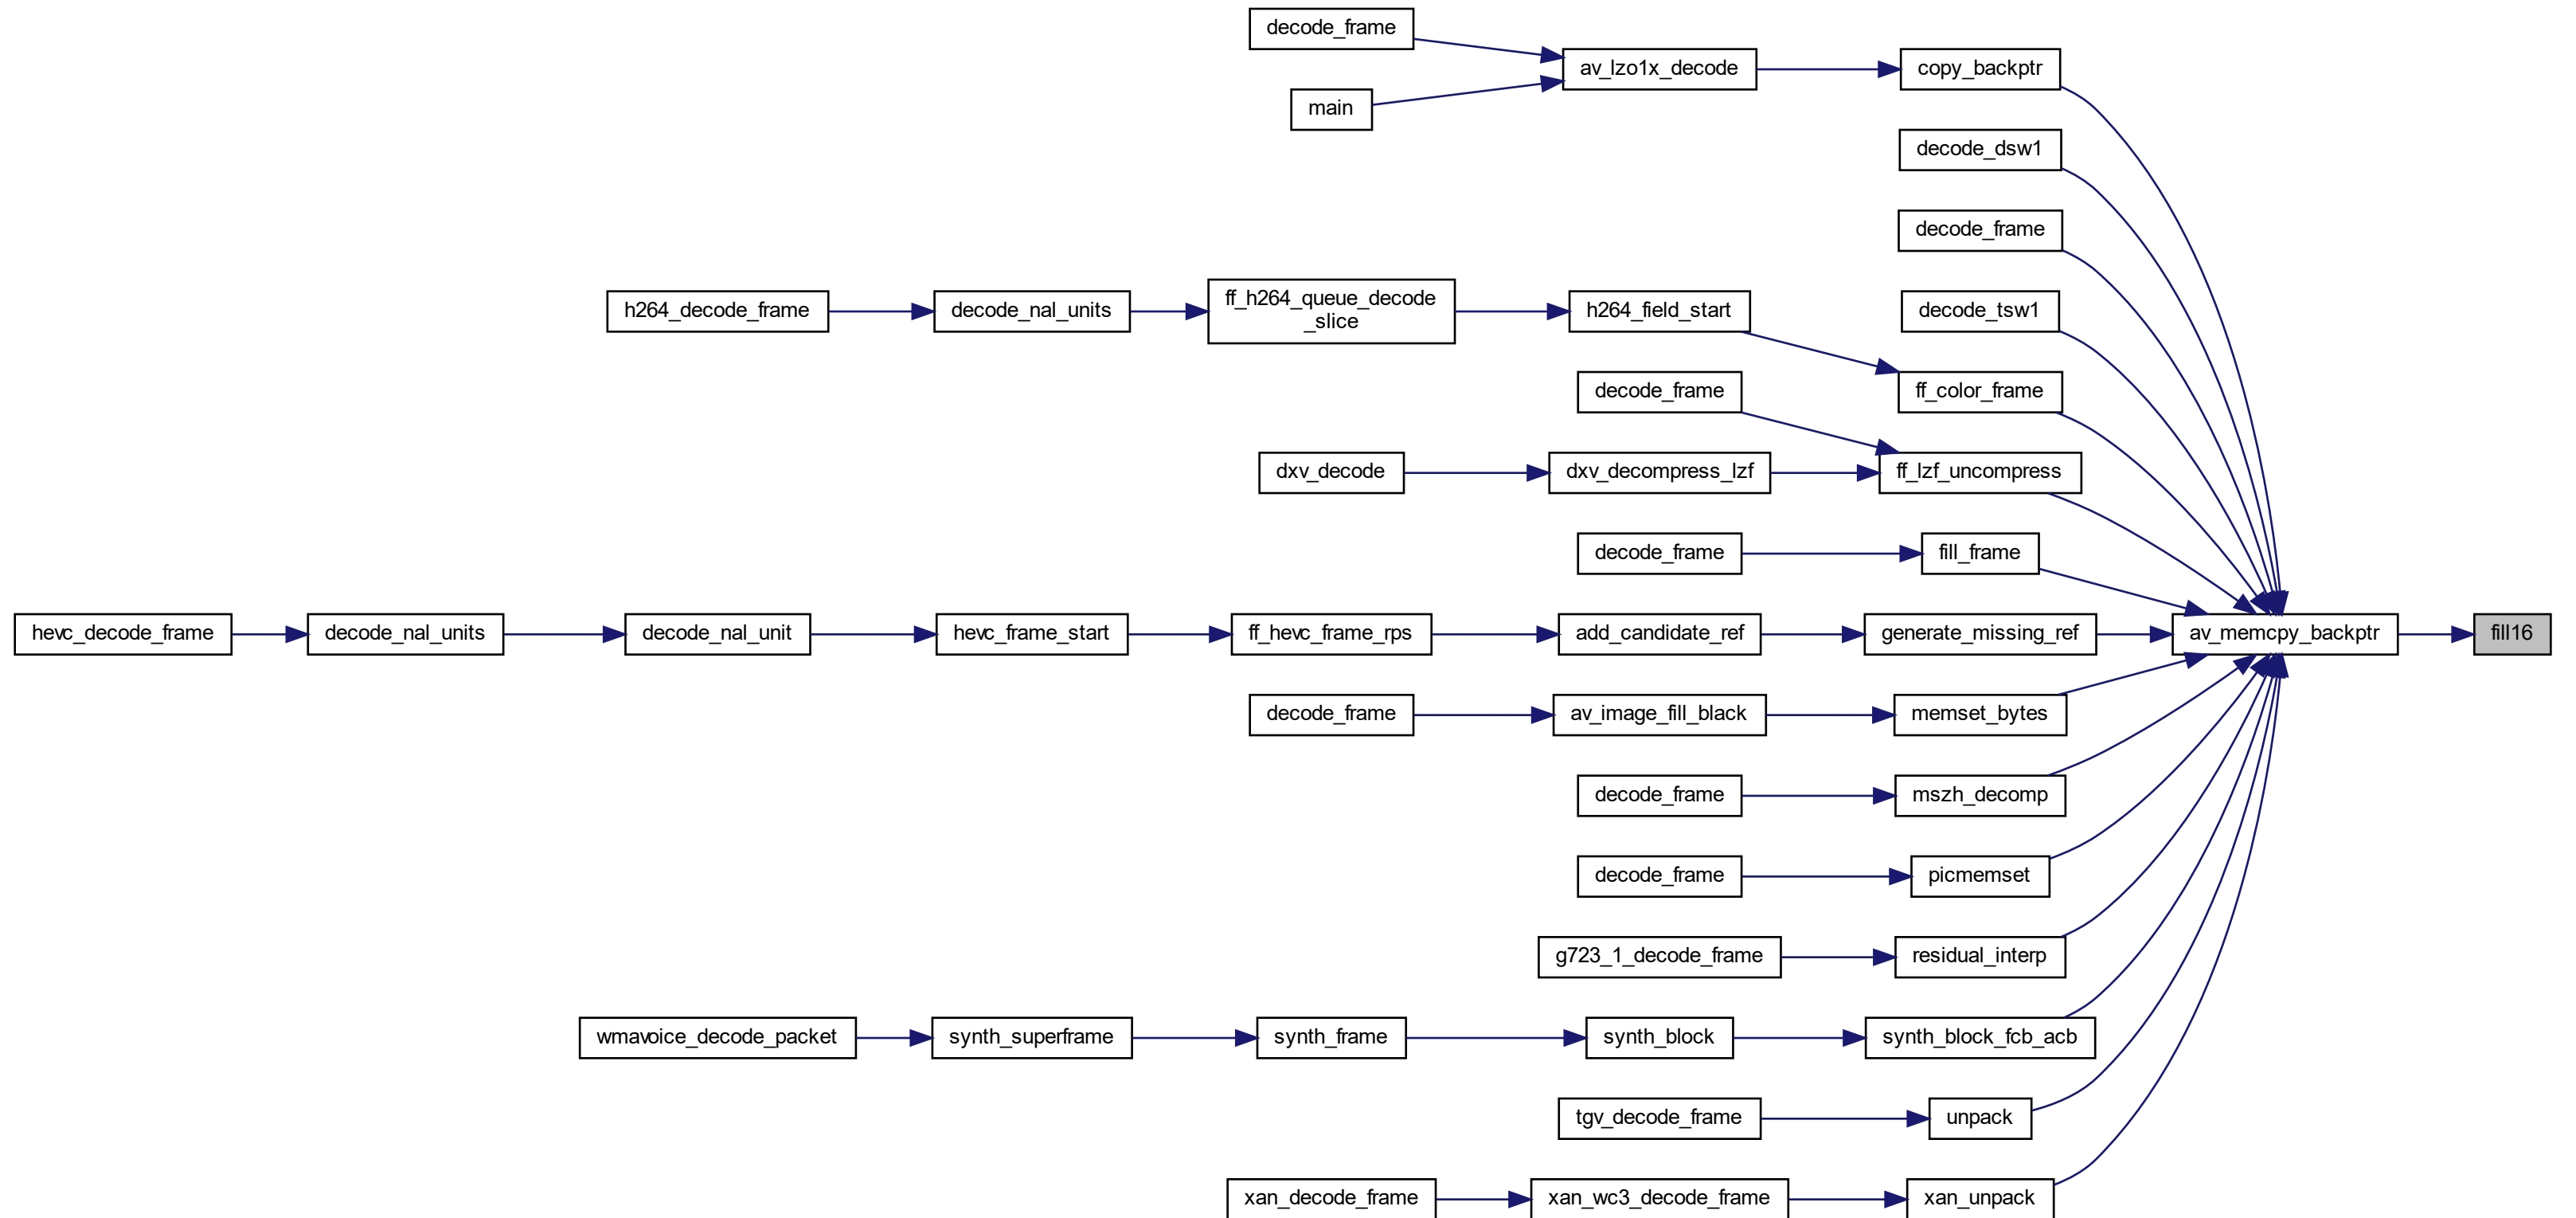 decode_frame
av_lzo1x_decode
copy_backptr
main
decode_dsw1
decode_frame
h264_decode_frame
decode_nal_units
ff_h264_queue_decode
_slice
h264_field_start
decode_tsw1
decode_frame
ff_color_frame
dxv_decode
dxv_decompress_lzf
ff_lzf_uncompress
decode_frame
fill_frame
hevc_decode_frame
decode_nal_units
decode_nal_unit
hevc_frame_start
ff_hevc_frame_rps
add_candidate_ref
generate_missing_ref
av_memcpy_backptr
fill16
decode_frame
av_image_fill_black
memset_bytes
decode_frame
mszh_decomp
decode_frame
picmemset
g723_1_decode_frame
residual_interp
wmavoice_decode_packet
synth_superframe
synth_frame
synth_block
synth_block_fcb_acb
tgv_decode_frame
unpack
xan_decode_frame
xan_wc3_decode_frame
xan_unpack